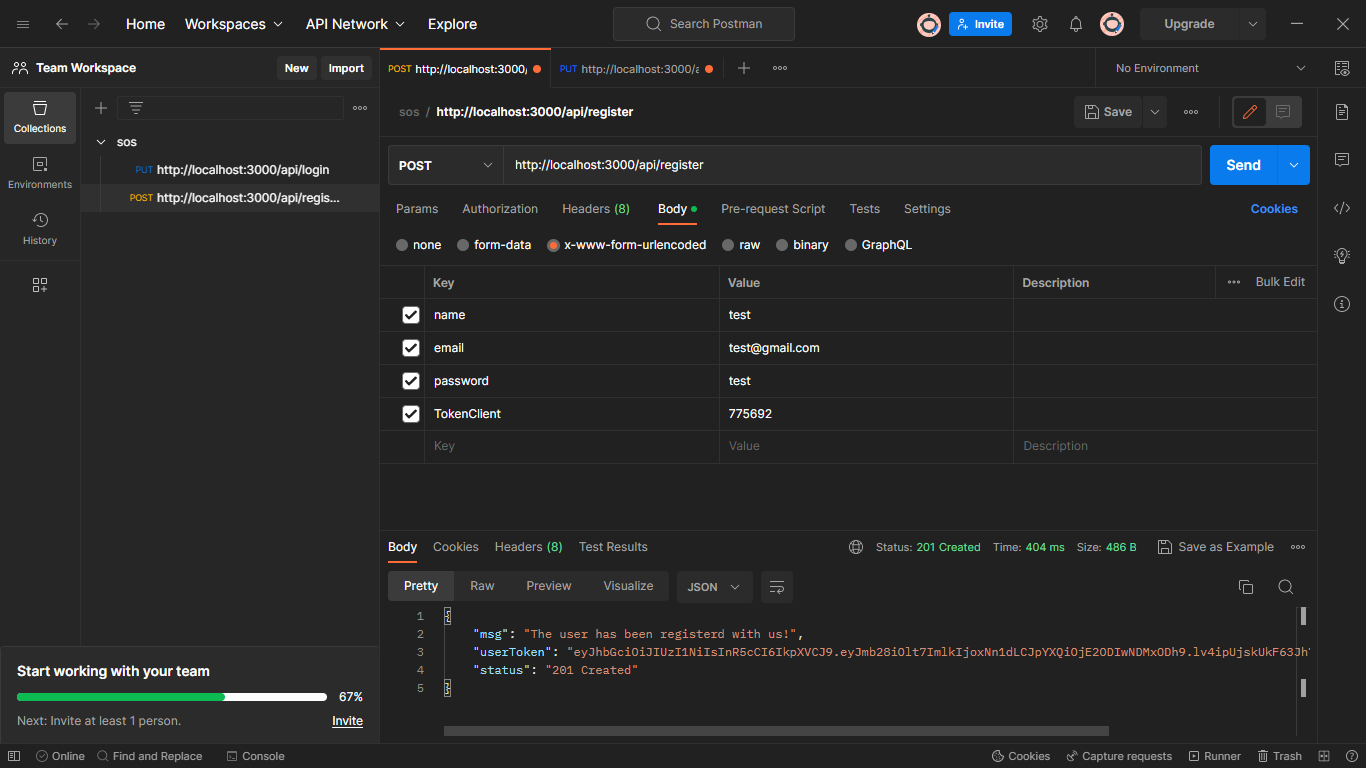 Home Workspaces API Network Explore Search Postman Invite Upgrade
Team Workspace New Import
POST http://localhost:3000/ PUT http://localhost:3000/a No Environment
Collections
Environments
History
sos
PUT http://localhost:3000/api/login
POST http://localhost:3000/api/regis...
sos / http://localhost:3000/api/register Save
POST http://localhost:3000/api/register Send
Params Authorization Headers (8) Body Pre-request Script Tests Settings Cookies
none form-data x-www-form-urlencoded raw binary GraphQL
Key Value Description Bulk Edit
name test
email test@gmail.com
password test
TokenClient 775692
Key Value Description
Body Cookies Headers (8) Test Results Status: 201 Created Time: 404 ms Size: 486 B Save as Example
Pretty Raw Preview Visualize JSON
1 {
2 "msg": "The user has been registerd with us!",
3 "userToken": "eyJhbGciOiJIUzI1NiIsInR5cCI6IkpXVCJ9.eyJmb28iOlt7ImlkIjoxNn1dLCJpYXQiOjE2ODIwNDMxODh9.lv4ipUjskUkF63Jh
4 "status": "201 Created"
5 }
Start working with your team
67%
Next: Invite at least 1 person. Invite
Online Find and Replace Console Cookies Capture requests Runner Trash